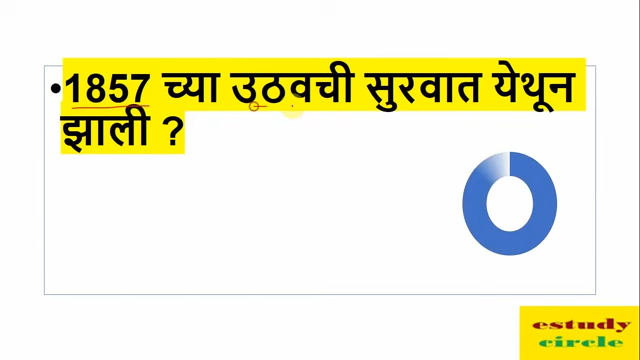 •1857 च्या उठवची सुरवात येथून
झाली ?
estudy
circle